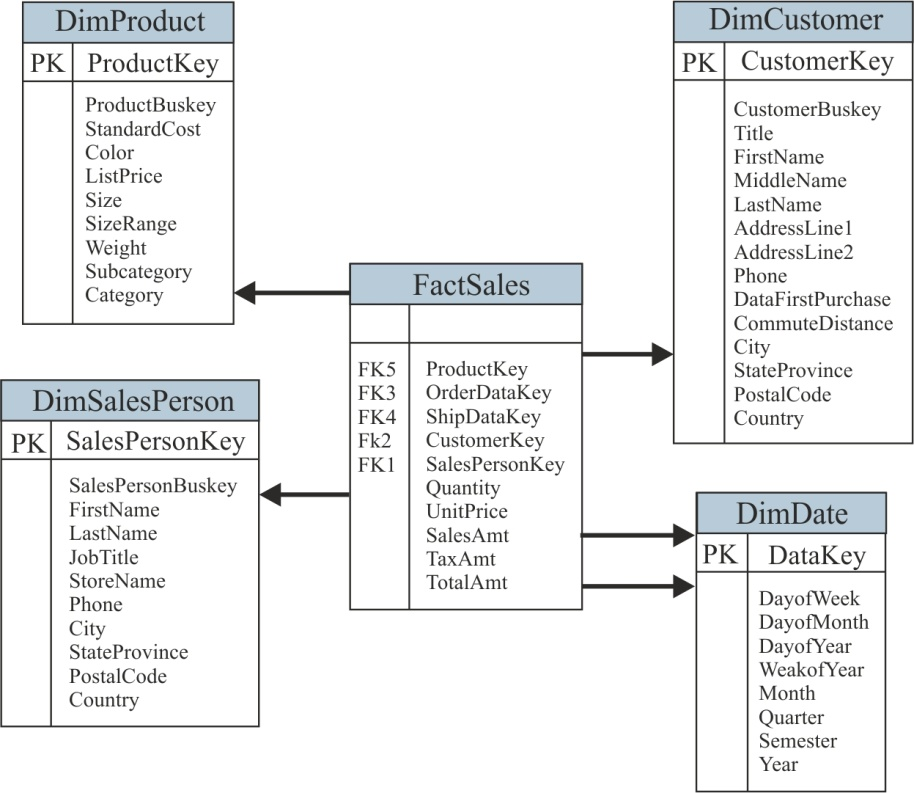 DimProduct
PK ProductKey
ProductBuskey
StandardCost
Color
ListPrice
Size
SizeRange
Weight
Subcategory
Category
DimCustomer
PK CustomerKey
CustomerBuskey
Title
FirstName
MiddleName
LastName
AddressLine1
AddressLine2
Phone
DataFirstPurchase
CommuteDistance
City
StateProvince
PostalCode
Country
FactSales
FK5 ProductKey
FK3 OrderDataKey
FK4 ShipDataKey
Fk2 CustomerKey
FK1 SalesPersonKey
Quantity
UnitPrice
SalesAmt
TaxAmt
TotalAmt
DimSalesPerson
PK SalesPersonKey
SalesPersonBuskey
FirstName
LastName
JobTitle
StoreName
Phone
City
StateProvince
PostalCode
Country
DimDate
PK DataKey
DayofWeek
DayofMonth
DayofYear
WeakofYear
Month
Quarter
Semester
Year